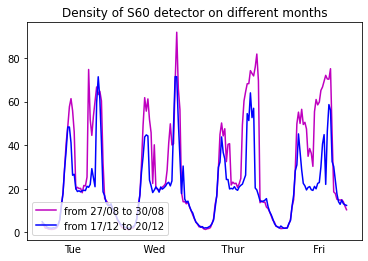 Density of S60 detector on different months
80
60
40
20
0
from 27/08 to 30/08
from 17/12 to 20/12
Tue
Wed
Thur
Fri